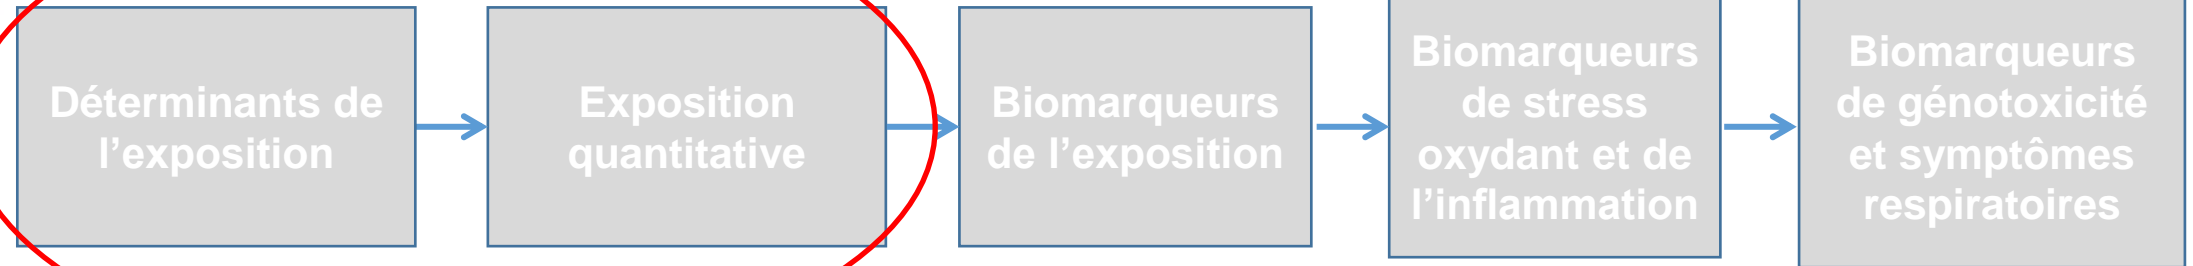 Déterminants de
l’exposition
Exposition
quantitative
Biomarqueurs
de l’exposition
Biomarqueurs
de stress
oxydant et de
l’inflammation
Biomarqueurs
de génotoxicité
et symptômes
respiratoires